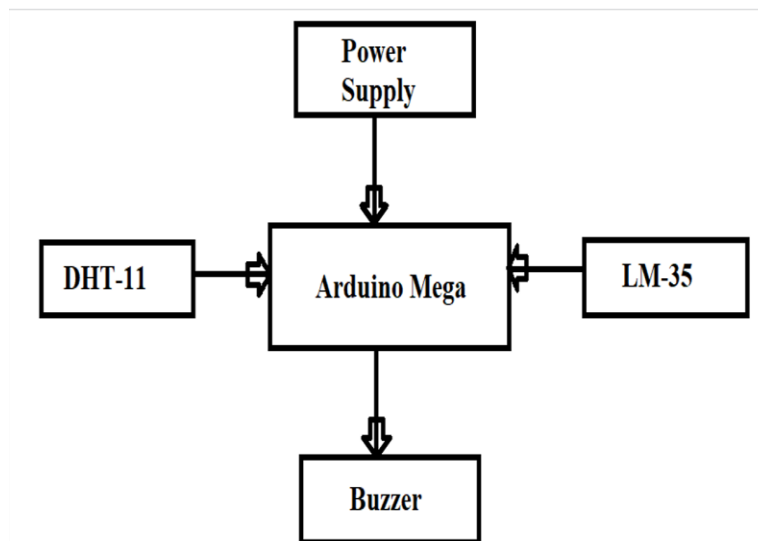 Power
Supply
DHT-11
Arduino Mega
LM-35
Buzzer